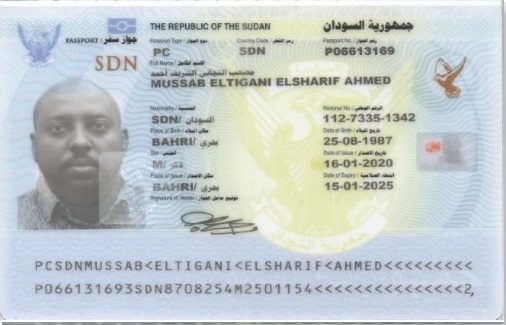 THE REPUBLIC OF THE SUDAN جمهورية السودان
PASSPORT/ جواز سفر
Passport Type / نوع الجواز Country Code / رمز القطر Passport No. / رقم الجواز
PC SDN P06613169
SDN
Full Name / الاسم الكامل
مصعب التجاني الشريف احمد
MUSSAB ELTIGANI ELSHARIF AHMED
Nationality / الجنسية National No. / الرقم الوطني
SDN/ السودان 112-7335-1342
Place of Birth / مكان الميلاد Date of Birth / تاريخ الميلاد
BAHRI/ بحري 25-08-1987
Sex / الجنس Date of Issue / تاريخ الاصدار
M/ ذكر 16-01-2020
Place of Issue / مكان الاصدار Date of Expiry /
BAHRI/ بحري 15-01-2025
Signature of Holder / توقيع حامل الجواز
جمهورية السودان
PCSDNMUSSAB<ELTIGANI<ELSHARIF<AHMED<<<<<<<<<
P066131693SDN8708254M2501154<<<<<<<<<<<<<<2